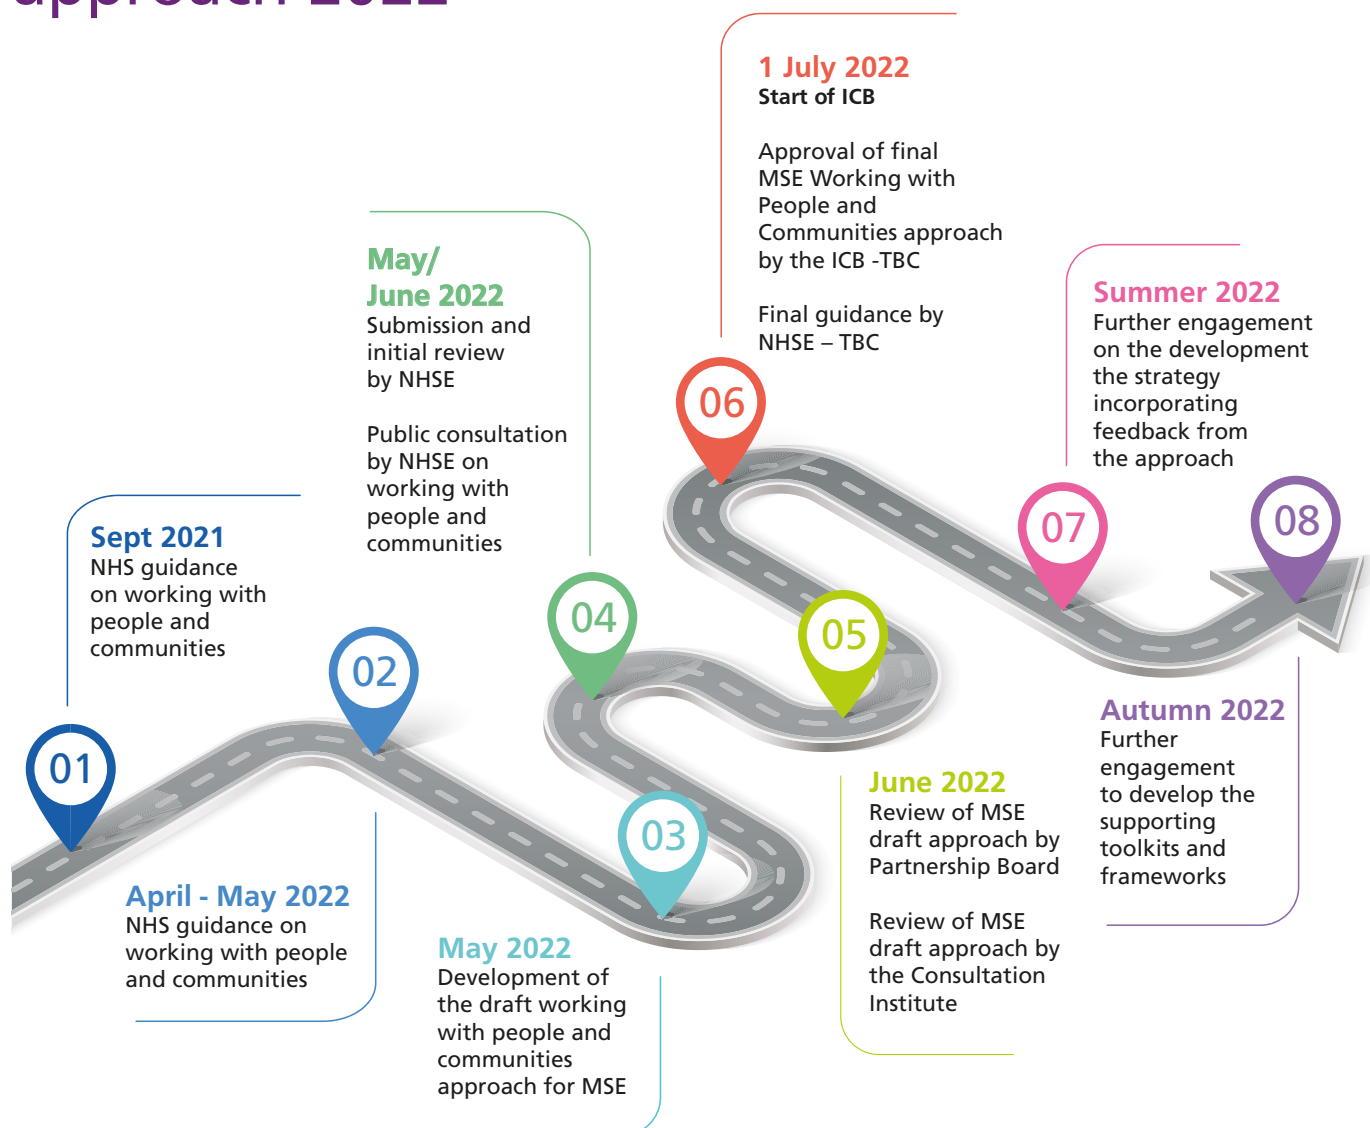 approach 2022
01
Sept 2021
NHS guidance
on working with
people and
communities
02
April - May 2022
NHS guidance on
working with people
and communities
03
May 2022
Development of
the draft working
with people and
communities
approach for MSE
04
May/
June 2022
Submission and
initial review
by NHSE
Public consultation
by NHSE on
working with
people and
communities
05
June 2022
Review of MSE
draft approach by
Partnership Board
Review of MSE
draft approach by
the Consultation
Institute
06
1 July 2022
Start of ICB
Approval of final
MSE Working with
People and
Communities approach
by the ICB -TBC
Final guidance by
NHSE – TBC
07
Summer 2022
Further engagement
on the development
the strategy
incorporating
feedback from
the approach
08
Autumn 2022
Further
engagement
to develop the
supporting
toolkits and
frameworks